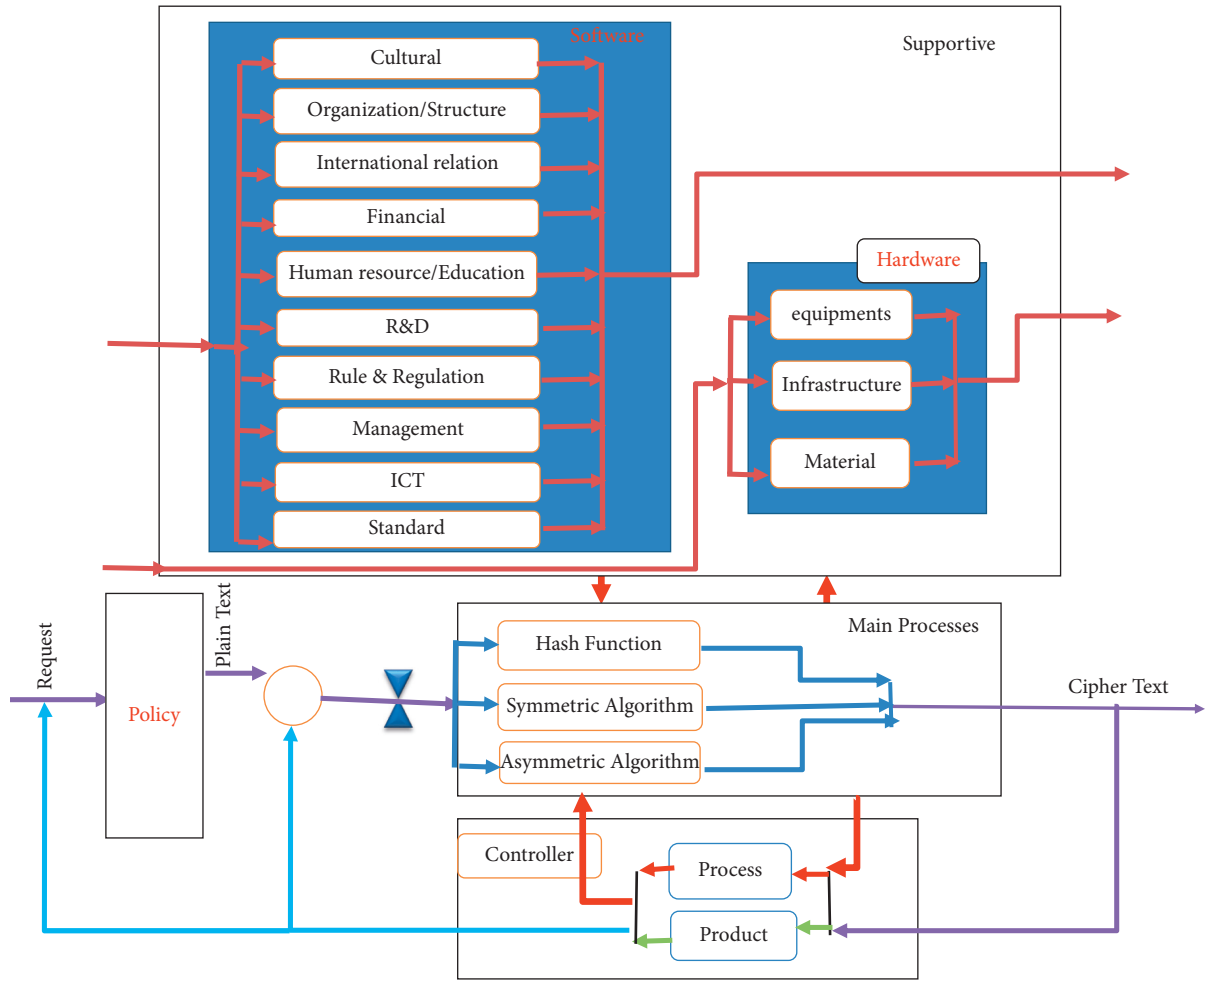 Software
Supportive
Cultural
Organization/Structure
International relation
Financial
Human resource/Education
R&D
Rule & Regulation
Management
ICT
Standard
Hardware
equipments
Infrastructure
Material
Request
Policy
Plain Text
Main Processes
Hash Function
Symmetric Algorithm
Asymmetric Algorithm
Cipher Text
Controller
Process
Product